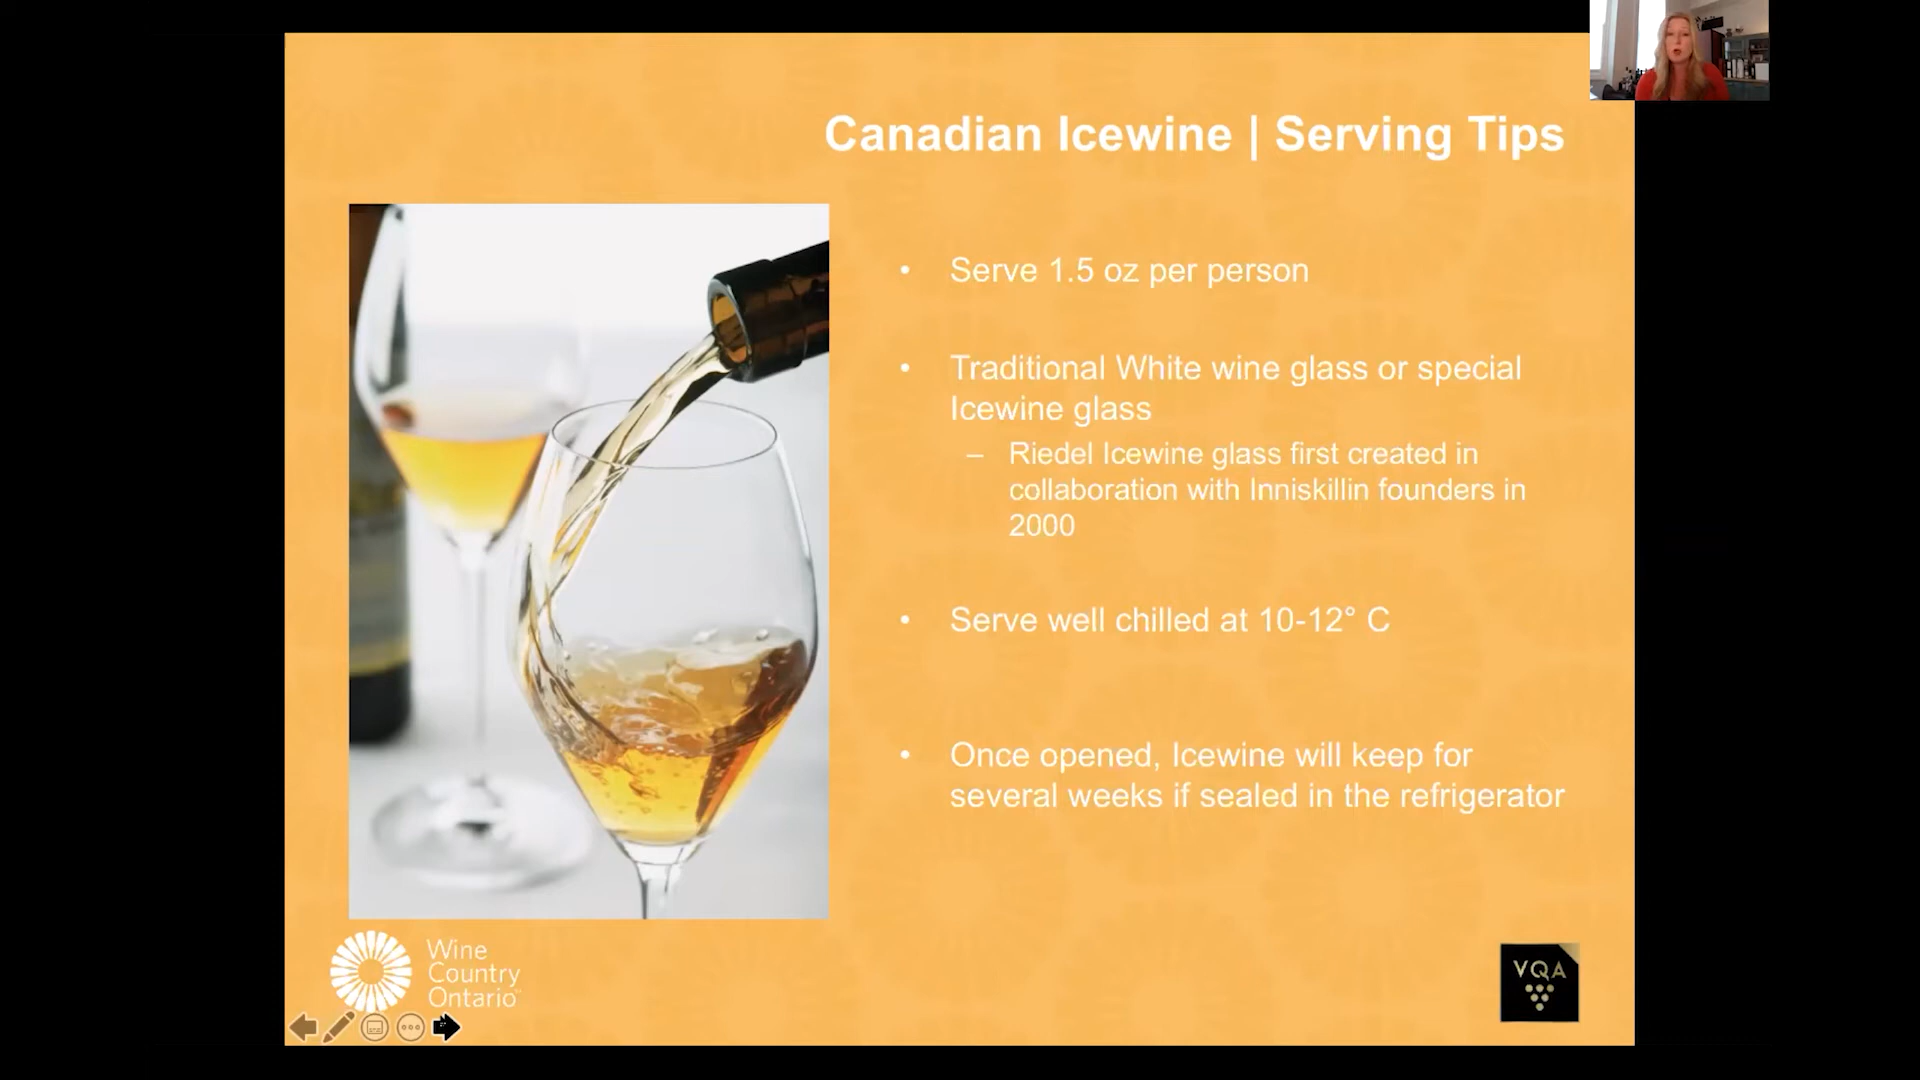 Canadian Icewine | Serving Tips
• Serve 1.5 oz per person
• Traditional White wine glass or special
Icewine glass
– Riedel Icewine glass first created in
collaboration with Inniskillin founders in
2000
• Serve well chilled at 10-12° C
• Once opened, Icewine will keep for
several weeks if sealed in the refrigerator
Wine
Country
Ontario
VQA